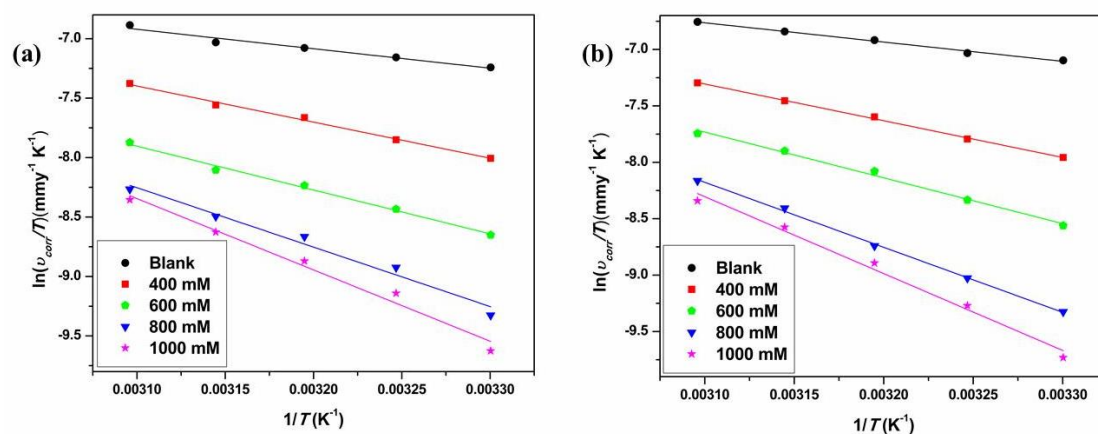 (a)
ln(υcorr/T)(mmy⁻¹ K⁻¹)
-7.0
-7.5
-8.0
-8.5
-9.0
-9.5
Blank
400 mM
600 mM
800 mM
1000 mM
0.00310 0.00315 0.00320 0.00325 0.00330
1/T (K⁻¹)
(b)
ln(υcorr/T)(mmy⁻¹ K⁻¹)
-7.0
-7.5
-8.0
-8.5
-9.0
-9.5
Blank
400 mM
600 mM
800 mM
1000 mM
0.00310 0.00315 0.00320 0.00325 0.00330
1/T (K⁻¹)